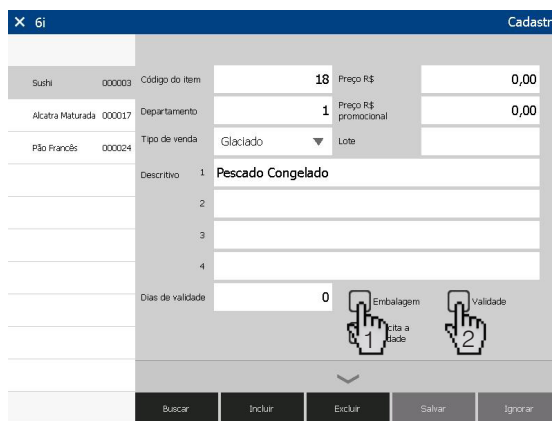 6i Cadastr
Sushi 000003
Alcatra Maturada 000017
Pão Francês 000024
Código do item 18 Preço R$ 0,00
Departamento 1 Preço R$ promocional 0,00
Tipo de venda Glaciado Lote
Descritivo 1 Pescado Congelado
2
3
4
Dias de validade 0 Embalagem Validade
1 2
Buscar Incluir Excluir Salvar Ignorar